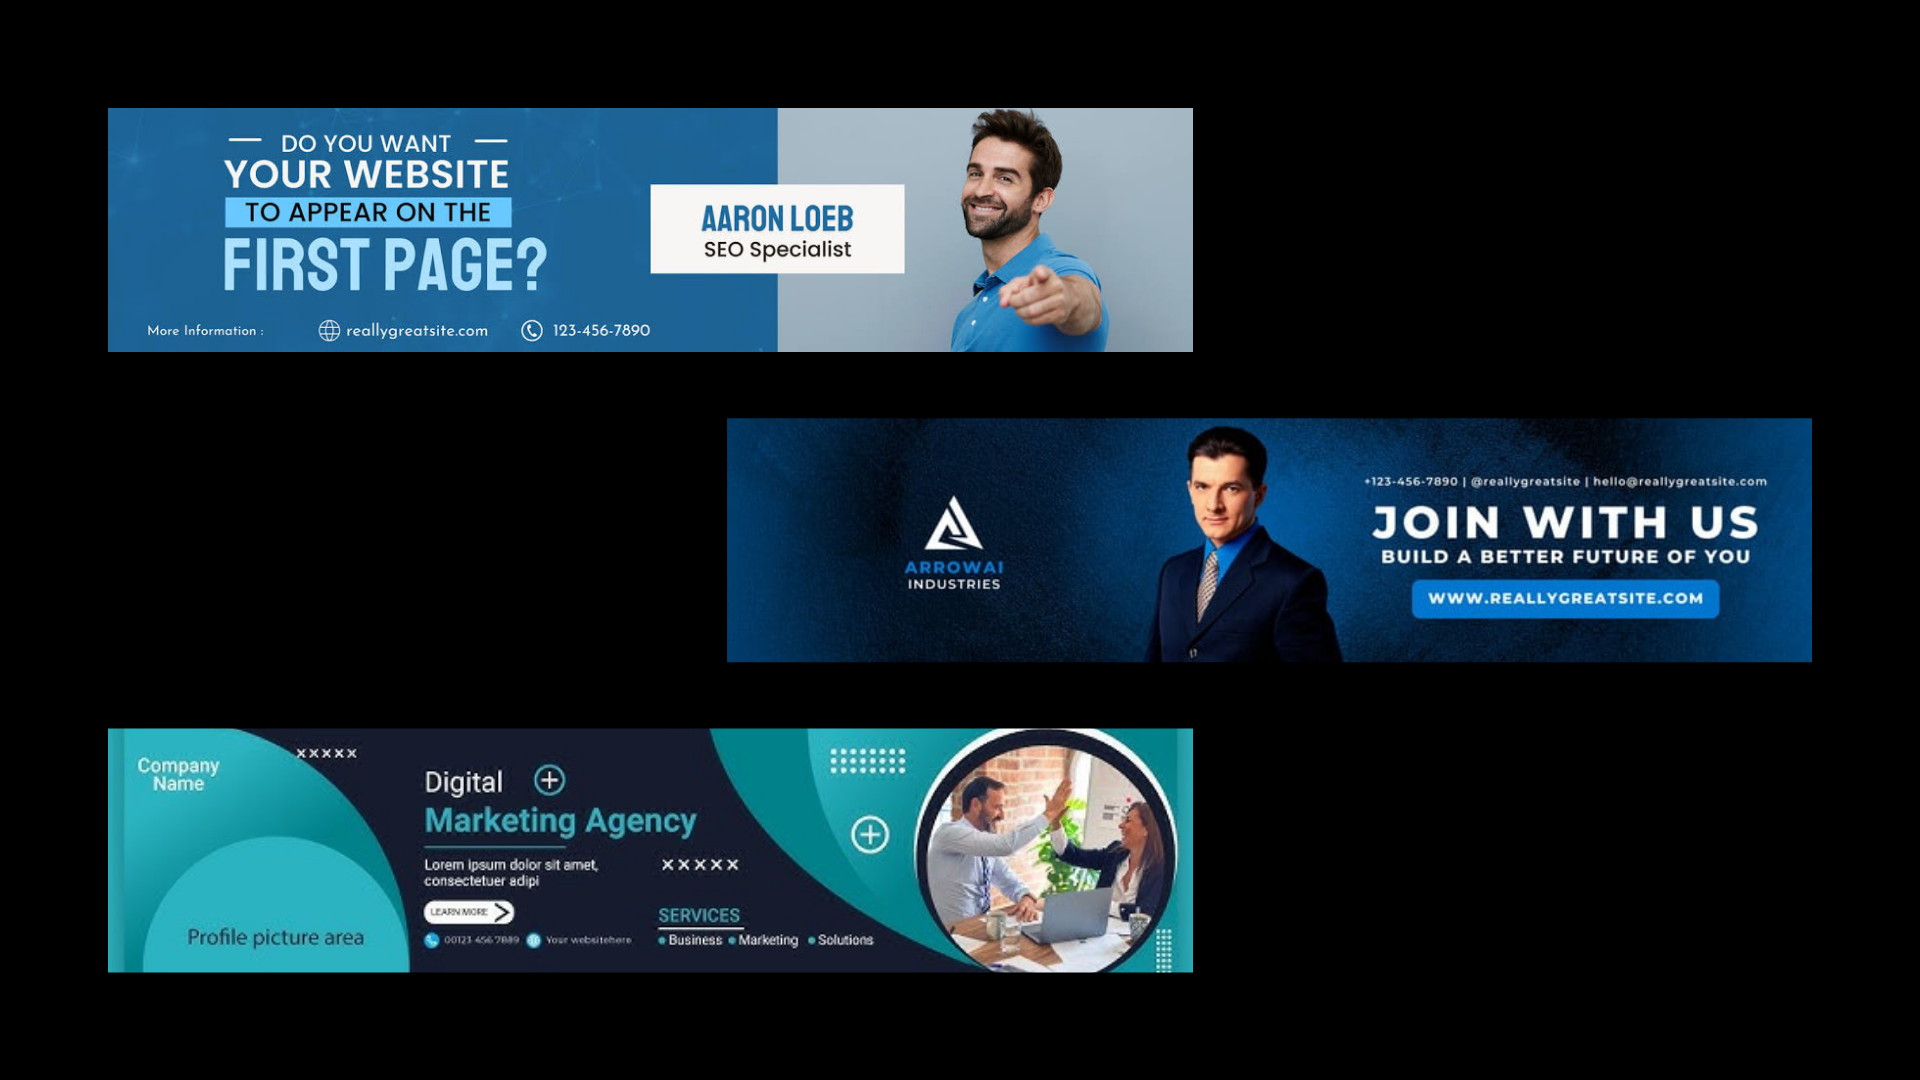 DO YOU WANT
YOUR WEBSITE
TO APPEAR ON THE
FIRST PAGE?
AARON LOEB
SEO Specialist
More Information :
reallygreatsite.com
123-456-7890
ARROWAI
INDUSTRIES
+123-456-7890 | @reallygreatsite | hello@reallygreatsite.com
JOIN WITH US
BUILD A BETTER FUTURE OF YOU
WWW.REALLYGREATSITE.COM
Company
Name
Profile picture area
Digital
Marketing Agency
Lorem ipsum dolor sit amet,
consectetuer adipi
LEARN MORE
00123 456 7889
Your websitehere
SERVICES
Business Marketing Solutions